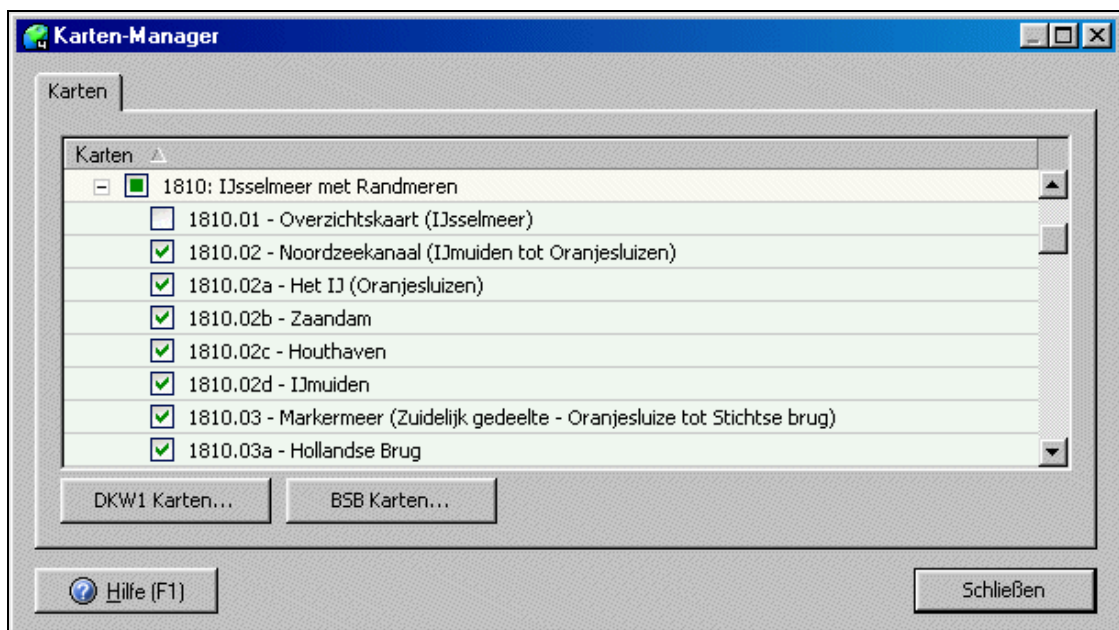 Karten-Manager
Karten
Karten
1810: IJsselmeer met Randmeren
1810.01 - Overzichtskaart (IJsselmeer)
1810.02 - Noordzeekanaal (IJmuiden tot Oranjesluizen)
1810.02a - Het IJ (Oranjesluizen)
1810.02b - Zaandam
1810.02c - Houthaven
1810.02d - IJmuiden
1810.03 - Markermeer (Zuidelijk gedeelte - Oranjesluize tot Stichtse brug)
1810.03a - Hollandse Brug
DKW1 Karten... BSB Karten...
Hilfe (F1) Schließen